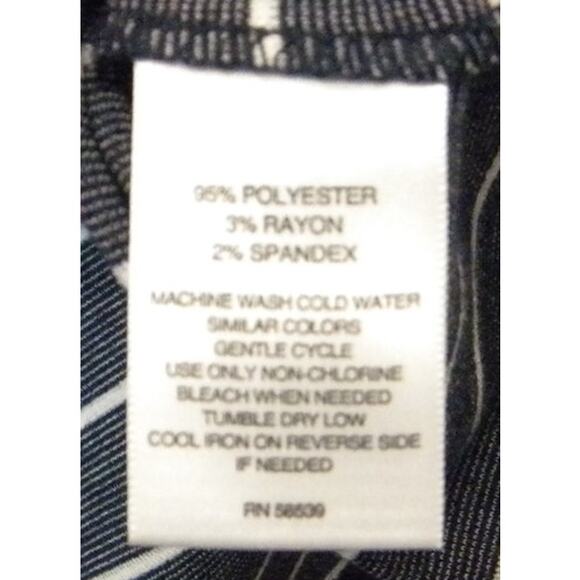 95% POLYESTER
3% RAYON
2% SPANDEX
MACHINE WASH COLD WATER
SIMILAR COLORS
GENTLE CYCLE
USE ONLY NON-CHLORINE
BLEACH WHEN NEEDED
TUMBLE DRY LOW
COOL IRON ON REVERSE SIDE
IF NEEDED
RN 58539